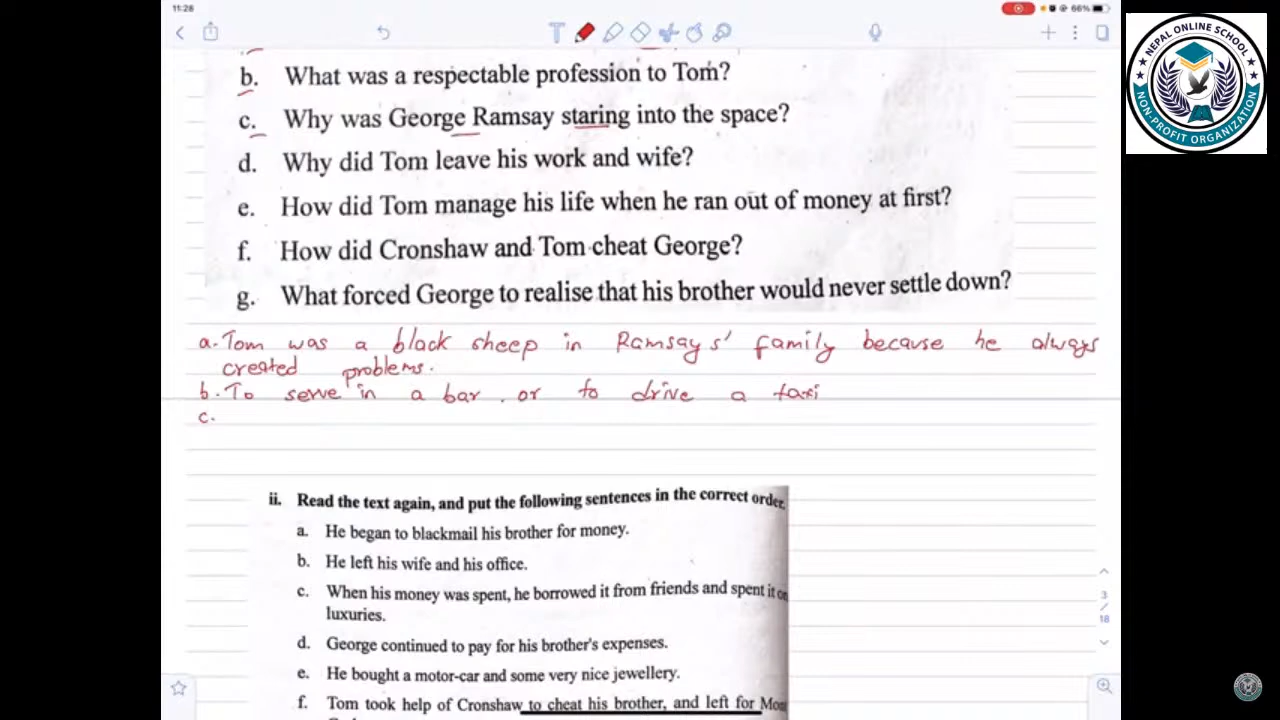 11:28
66%
NEPAL ONLINE SCHOOL
NON-PROFIT ORGANIZATION
b. What was a respectable profession to Tom?
c. Why was George Ramsay staring into the space?
d. Why did Tom leave his work and wife?
e. How did Tom manage his life when he ran out of money at first?
f. How did Cronshaw and Tom cheat George?
g. What forced George to realise that his brother would never settle down?
a. Tom was a black sheep in Ramsays' family because he always
created problems.
b. To serve in a bar or to drive a taxi
c.
ii. Read the text again, and put the following sentences in the correct order.
a. He began to blackmail his brother for money.
b. He left his wife and his office.
c. When his money was spent, he borrowed it from friends and spent it on
luxuries.
d. George continued to pay for his brother's expenses.
e. He bought a motor-car and some very nice jewellery.
f. Tom took help of Cronshaw to cheat his brother, and left for
3
/
18